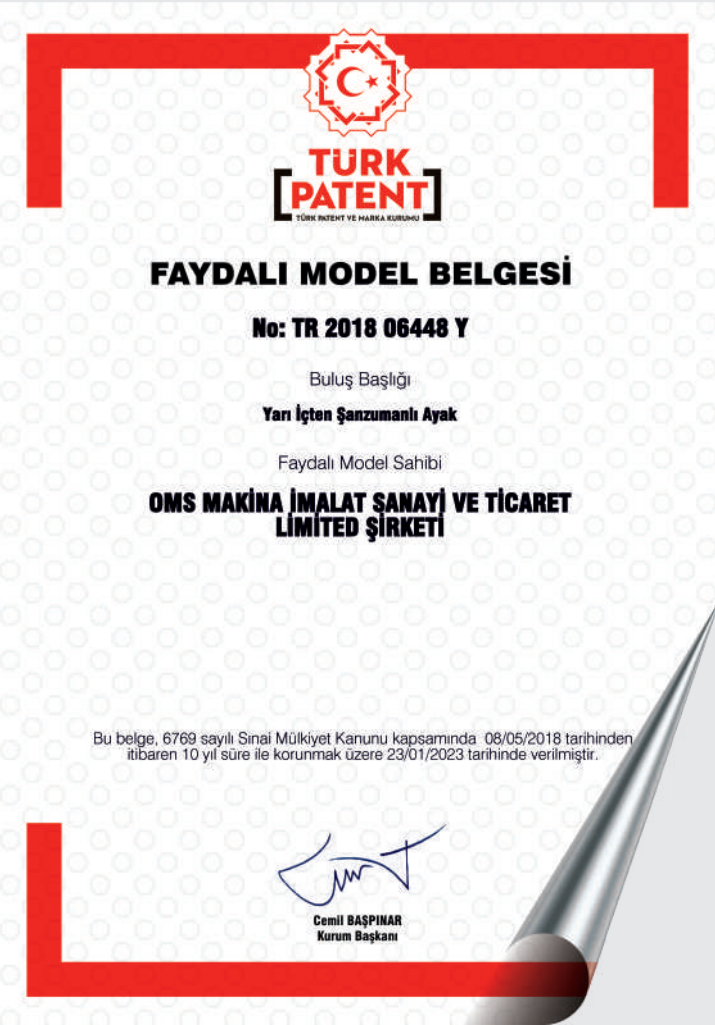 TÜRK
PATENT
TÜRK PATENT VE MARKA KURUMU
FAYDALI MODEL BELGESİ
No: TR 2018 06448 Y
Buluş Başlığı
Yarı İçten Şanzumanlı Ayak
Faydalı Model Sahibi
OMS MAKİNA İMALAT SANAYİ VE TİCARET
LİMİTED ŞİRKETİ
Bu belge, 6769 sayılı Sınai Mülkiyet Kanunu kapsamında 08/05/2018 tarihinden
itibaren 10 yıl süre ile korunmak üzere 23/01/2023 tarihinde verilmiştir.
Cemil BAŞPINAR
Kurum Başkanı